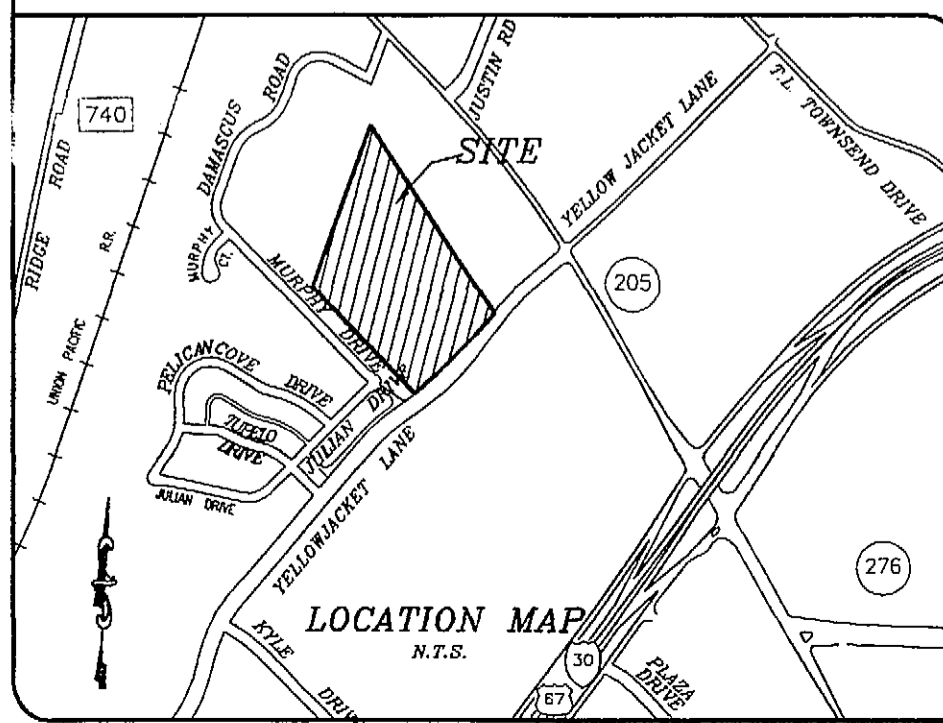 740
RIDGE ROAD
UNION PACIFIC R.R.
DAMASCUS ROAD
JUSTIN RD
SITE
YELLOW JACKET LANE
T.L. TOWNSEND DRIVE
MURPHY CT.
MURPHY DRIVE
205
PELICAN COVE DRIVE
TUPELO DRIVE
JULIAN DRIVE
JULIAN DRIVE
YELLOWJACKET LANE
276
KYLE DRIVE
LOCATION MAP
N.T.S.
30
67
PLAZA DRIVE